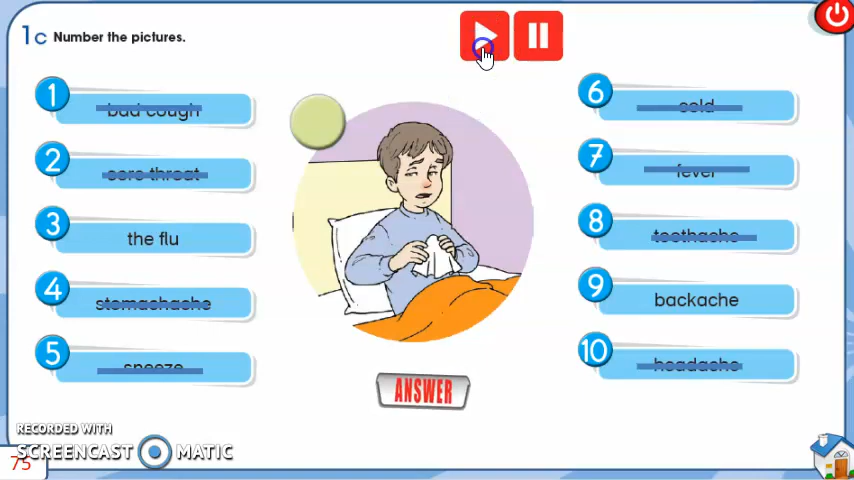 1c Number the pictures.
1
bad cough
2
sore throat
3
the flu
4
stomachache
5
sneeze
6
cold
7
fever
8
toothache
9
backache
10
headache
ANSWER
RECORDED WITH
SCREENCAST MATIC
75